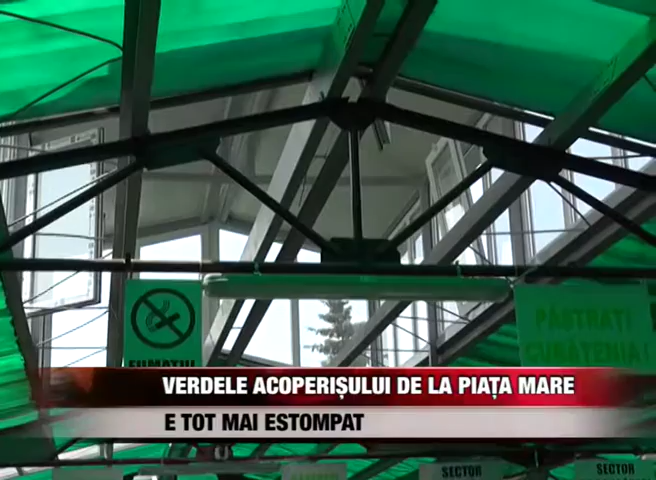 FUMATUL
PĂSTRAȚI
CURĂȚENIA
VERDELE ACOPERIȘULUI DE LA PIAȚA MARE
E TOT MAI ESTOMPAT
SECTOR
SECTOR